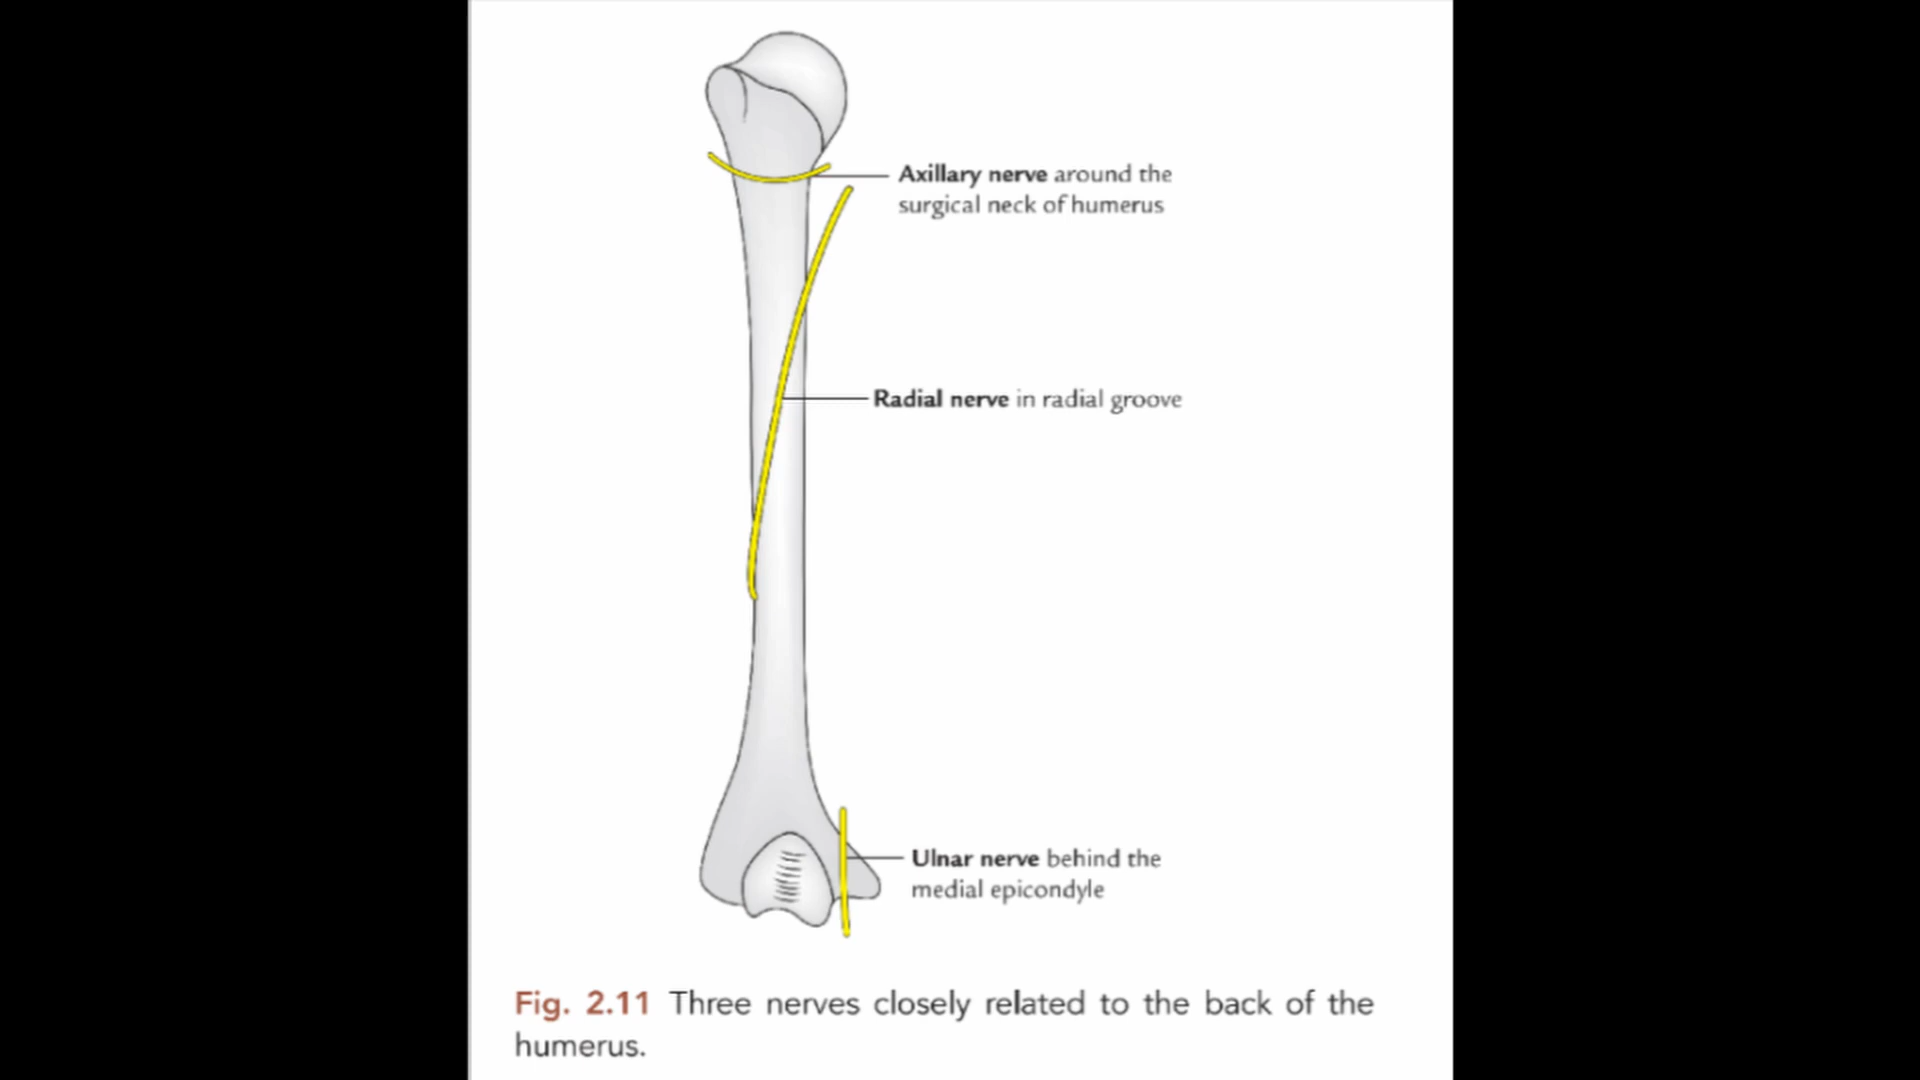 Axillary nerve around the
surgical neck of humerus
Radial nerve in radial groove
Ulnar nerve behind the
medial epicondyle
Fig. 2.11 Three nerves closely related to the back of the
humerus.